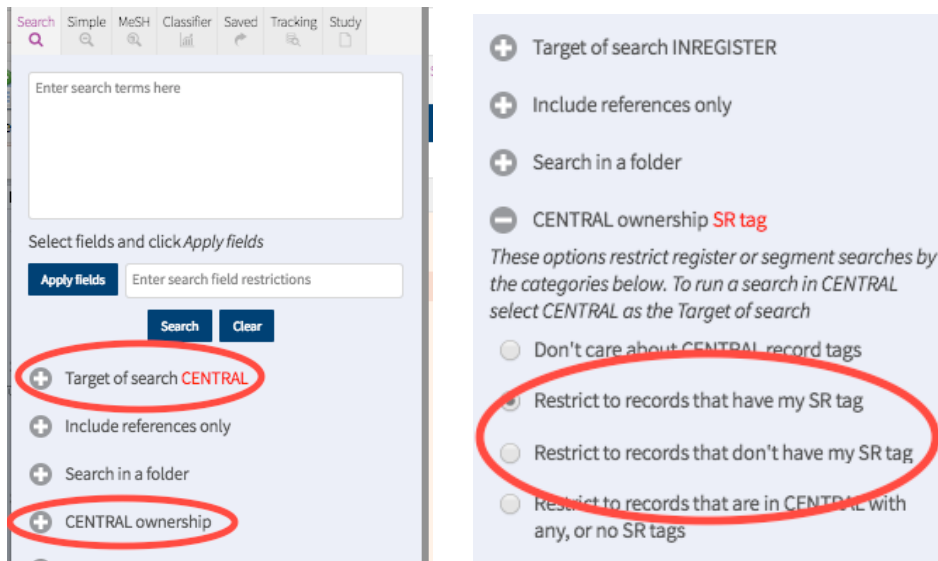 Search Simple MeSH Classifier Saved Tracking Study
Enter search terms here
Select fields and click Apply fields
Apply fields Enter search field restrictions
Search Clear
Target of search CENTRAL
Include references only
Search in a folder
CENTRAL ownership
Target of search INREGISTER
Include references only
Search in a folder
CENTRAL ownership SR tag
These options restrict register or segment searches by
the categories below. To run a search in CENTRAL
select CENTRAL as the Target of search
Don't care about CENTRAL record tags
Restrict to records that have my SR tag
Restrict to records that don't have my SR tag
Restrict to records that are in CENTRAL with
any, or no SR tags